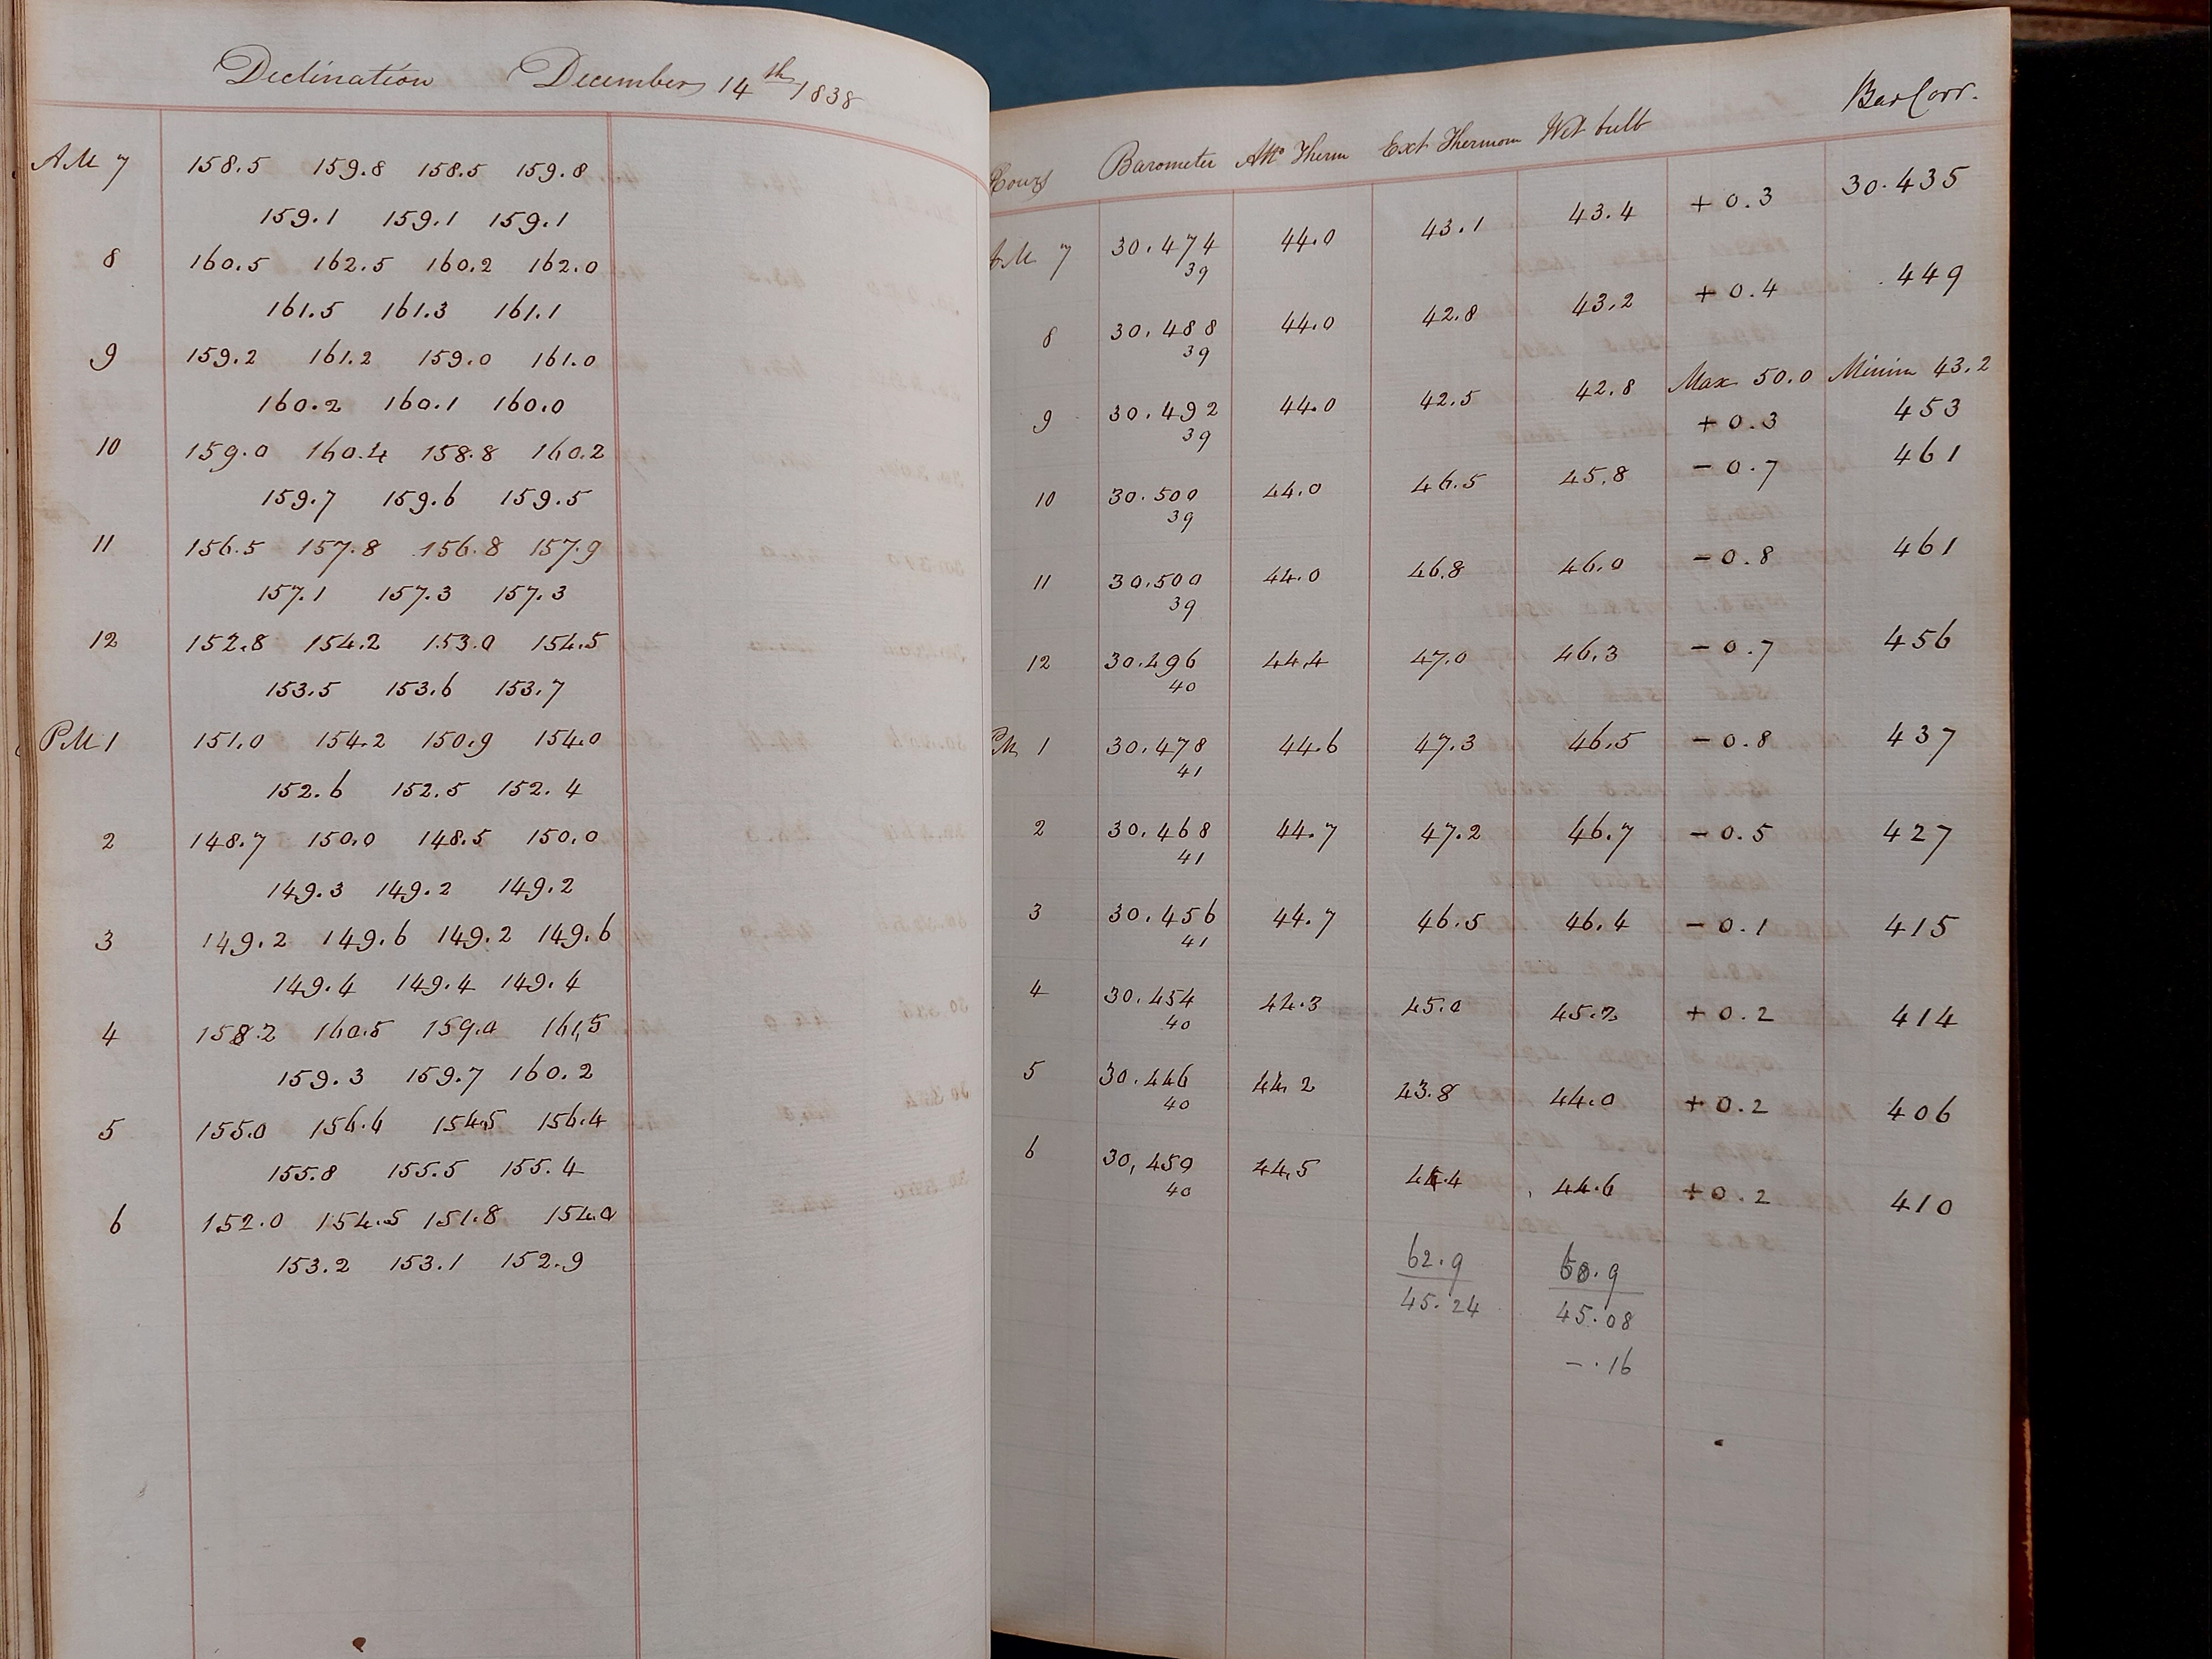 Declination December 14th 1838
AM 7 158.5 159.8 158.5 159.8
159.1 159.1 159.1
8 160.5 162.5 160.2 162.0
161.5 161.3 161.1
9 159.2 161.2 159.0 161.0
160.2 160.1 160.0
10 159.0 160.4 158.8 160.2
159.7 159.6 159.5
11 156.5 157.8 156.8 157.9
157.1 157.3 157.3
12 152.8 154.2 153.0 154.5
153.5 153.6 153.7
PM 1 151.0 154.2 150.9 154.0
152.6 152.5 152.4
2 148.7 150.0 148.5 150.0
149.3 149.2 149.2
3 149.2 149.6 149.2 149.6
149.4 149.4 149.4
4 158.2 160.5 159.0 161.5
159.3 159.7 160.2
5 155.0 156.4 154.5 156.4
155.8 155.5 155.4
6 152.0 154.5 151.8 154.0
153.2 153.1 152.9
Hours Barometer Atto Therm Ext Thermom Wet bulb Bar Corr.
AM 7 30.474 44.0 43.1 43.4 + 0.3 30.435
39
8 30.488 44.0 42.8 43.2 + 0.4 .449
39
Max 50.0 Minim 43.2
9 30.492 44.0 42.5 42.8 + 0.3 453
39
10 30.500 44.0 46.5 45.8 - 0.7 461
39
11 30.500 44.0 46.8 46.0 - 0.8 461
39
12 30.496 44.4 47.0 46.3 - 0.7 456
40
PM 1 30.478 44.6 47.3 46.5 - 0.8 437
41
2 30.468 44.7 47.2 46.7 - 0.5 427
41
3 30.456 44.7 46.5 46.4 - 0.1 415
41
4 30.454 44.3 45.0 45.2 + 0.2 414
40
5 30.446 44.2 43.8 44.0 + 0.2 406
40
6 30,450 44,5 44.4 44.6 + 0.2 410
40
62.9 60.9
45.24 45.08
- .16